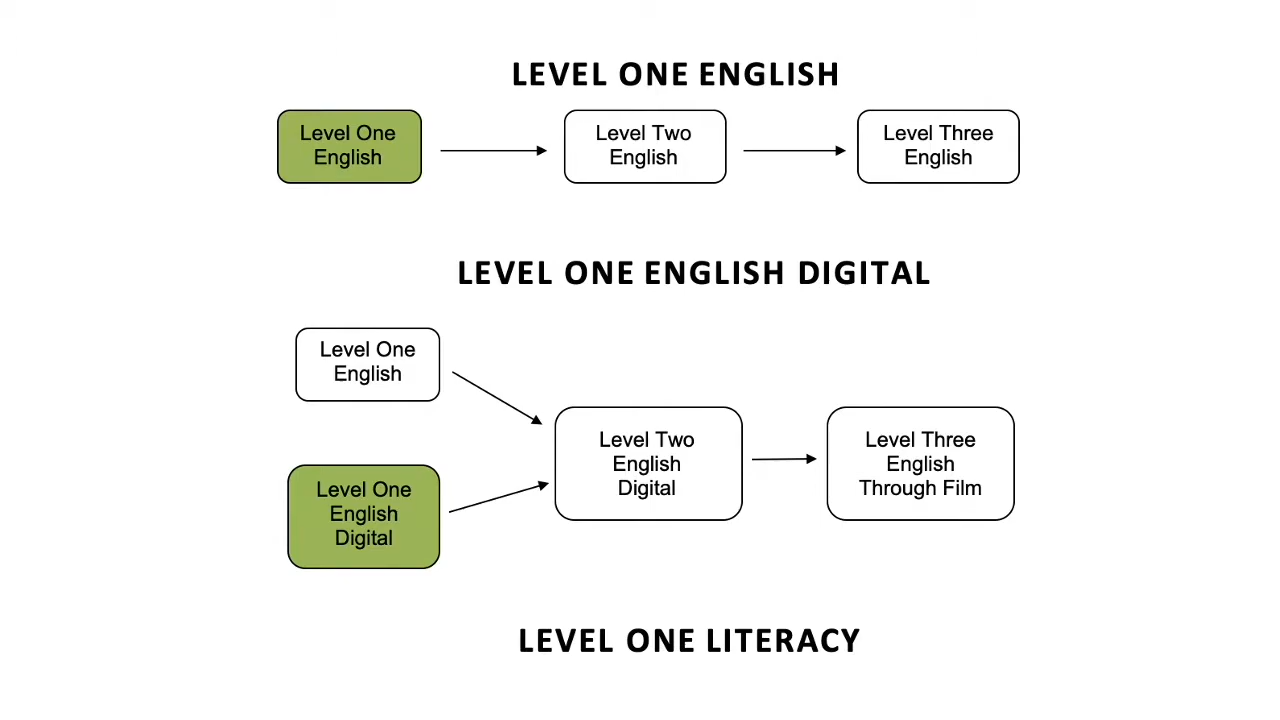 LEVEL ONE ENGLISH
Level One
English
Level Two
English
Level Three
English
LEVEL ONE ENGLISH DIGITAL
Level One
English
Level One
English
Digital
Level Two
English
Digital
Level Three
English
Through Film
LEVEL ONE LITERACY